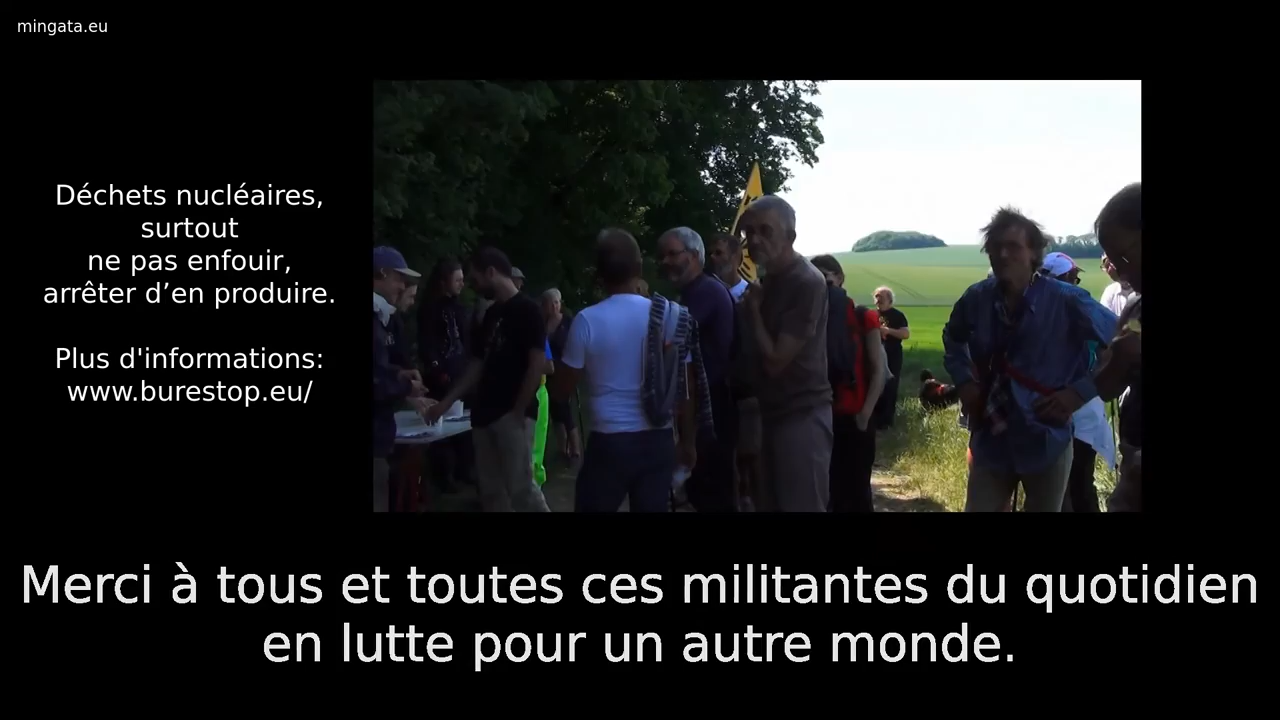 mingata.eu
Déchets nucléaires,
surtout
ne pas enfouir,
arrêter d’en produire.
Plus d'informations:
www.burestop.eu/
Merci à tous et toutes ces militantes du quotidien
en lutte pour un autre monde.